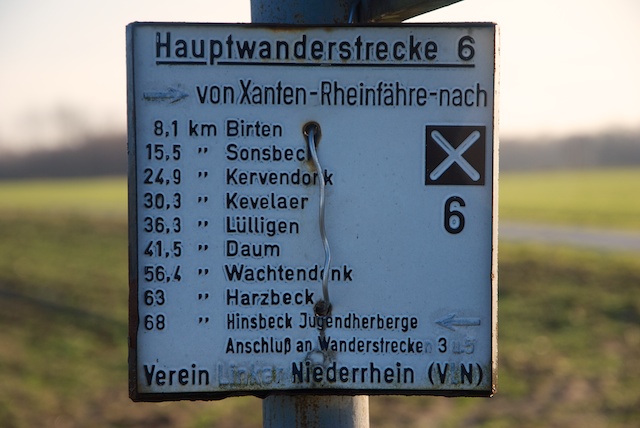 Hauptwanderstrecke 6
von Xanten-Rheinfähre-nach
8,1 km Birten
15,5 " Sonsbeck
24,9 " Kervendonk
30,3 " Kevelaer
36,3 " Lülligen
41,5 " Daum
56,4 " Wachtendonk
63 " Harzbeck
68 " Hinsbeck Jugendherberge
Anschluß an Wanderstrecken 3
Verein Linker Niederrhein (VLN)
6